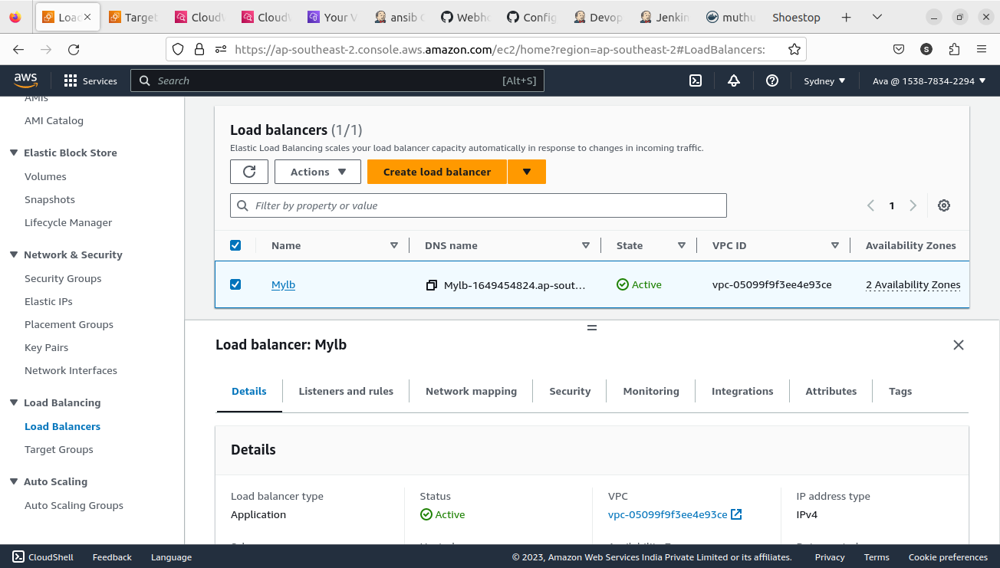 Loa
Target
CloudW
CloudW
Your V
ansib
Webho
Config
Devop
Jenkin
muthu
Shoestop
https://ap-southeast-2.console.aws.amazon.com/ec2/home?region=ap-southeast-2#LoadBalancers:
S
aws
Services
Search
[Alt+S]
Sydney
Ava @ 1538-7834-2294
AMIs
AMI Catalog
Elastic Block Store
Volumes
Snapshots
Lifecycle Manager
Network & Security
Security Groups
Elastic IPs
Placement Groups
Key Pairs
Network Interfaces
Load Balancing
Load Balancers
Target Groups
Auto Scaling
Auto Scaling Groups
Load balancers (1/1)
Elastic Load Balancing scales your load balancer capacity automatically in response to changes in incoming traffic.
Actions
Create load balancer
Filter by property or value
1
Name DNS name State VPC ID Availability Zones
Mylb Mylb-1649454824.ap-sout... Active vpc-05099f9f3ee4e93ce 2 Availability Zones
Load balancer: Mylb
Details Listeners and rules Network mapping Security Monitoring Integrations Attributes Tags
Details
Load balancer type Status VPC IP address type
Application Active vpc-05099f9f3ee4e93ce IPv4
CloudShell Feedback Language © 2023, Amazon Web Services India Private Limited or its affiliates. Privacy Terms Cookie preferences